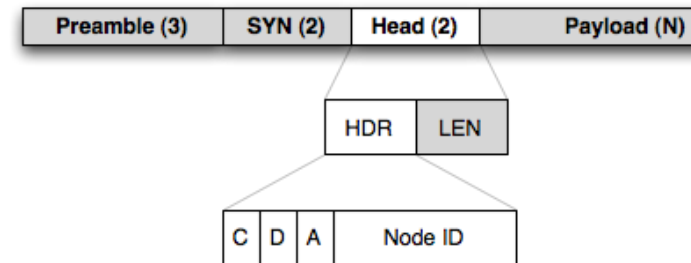 Preamble (3) SYN (2) Head (2) Payload (N)
HDR LEN
C D A Node ID